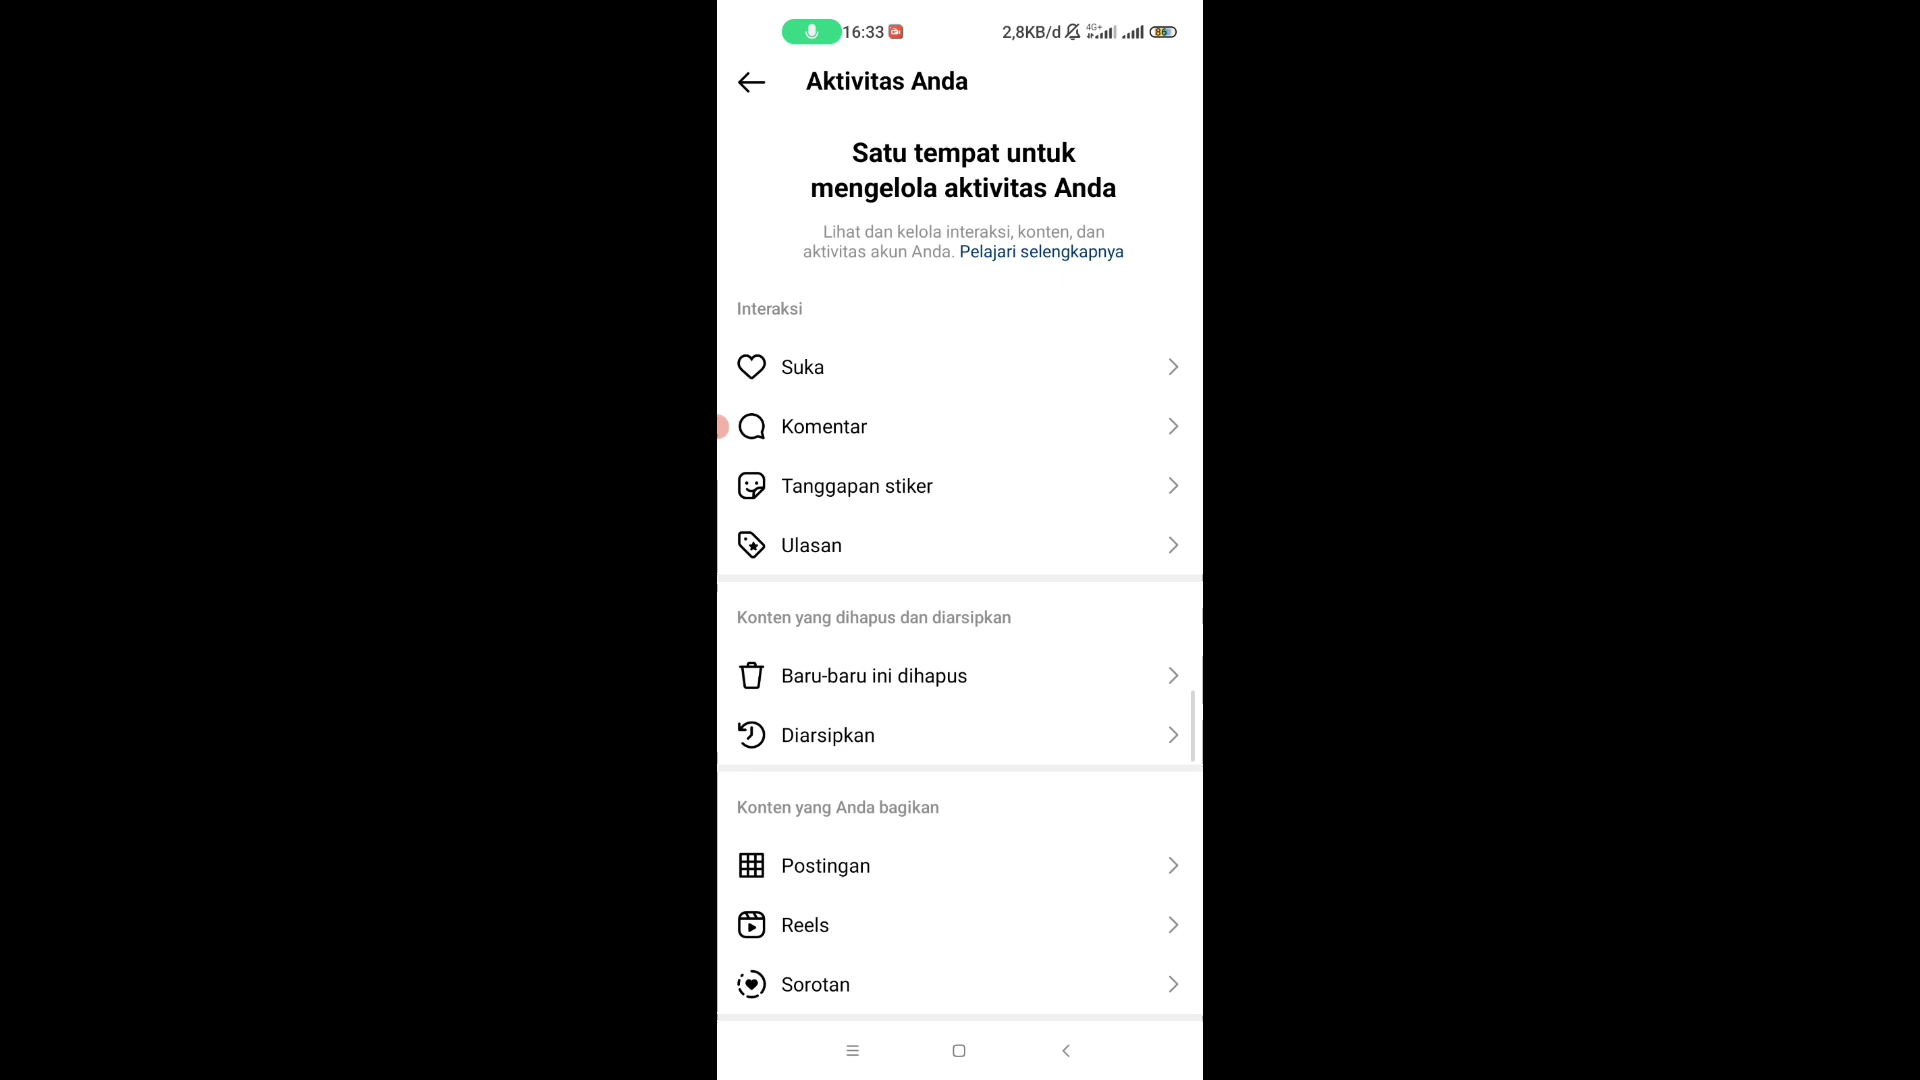 16:33
2,8KB/d 4G+ 86
Aktivitas Anda
Satu tempat untuk
mengelola aktivitas Anda
Lihat dan kelola interaksi, konten, dan
aktivitas akun Anda. Pelajari selengkapnya
Interaksi
Suka
Komentar
Tanggapan stiker
Ulasan
Konten yang dihapus dan diarsipkan
Baru-baru ini dihapus
Diarsipkan
Konten yang Anda bagikan
Postingan
Reels
Sorotan